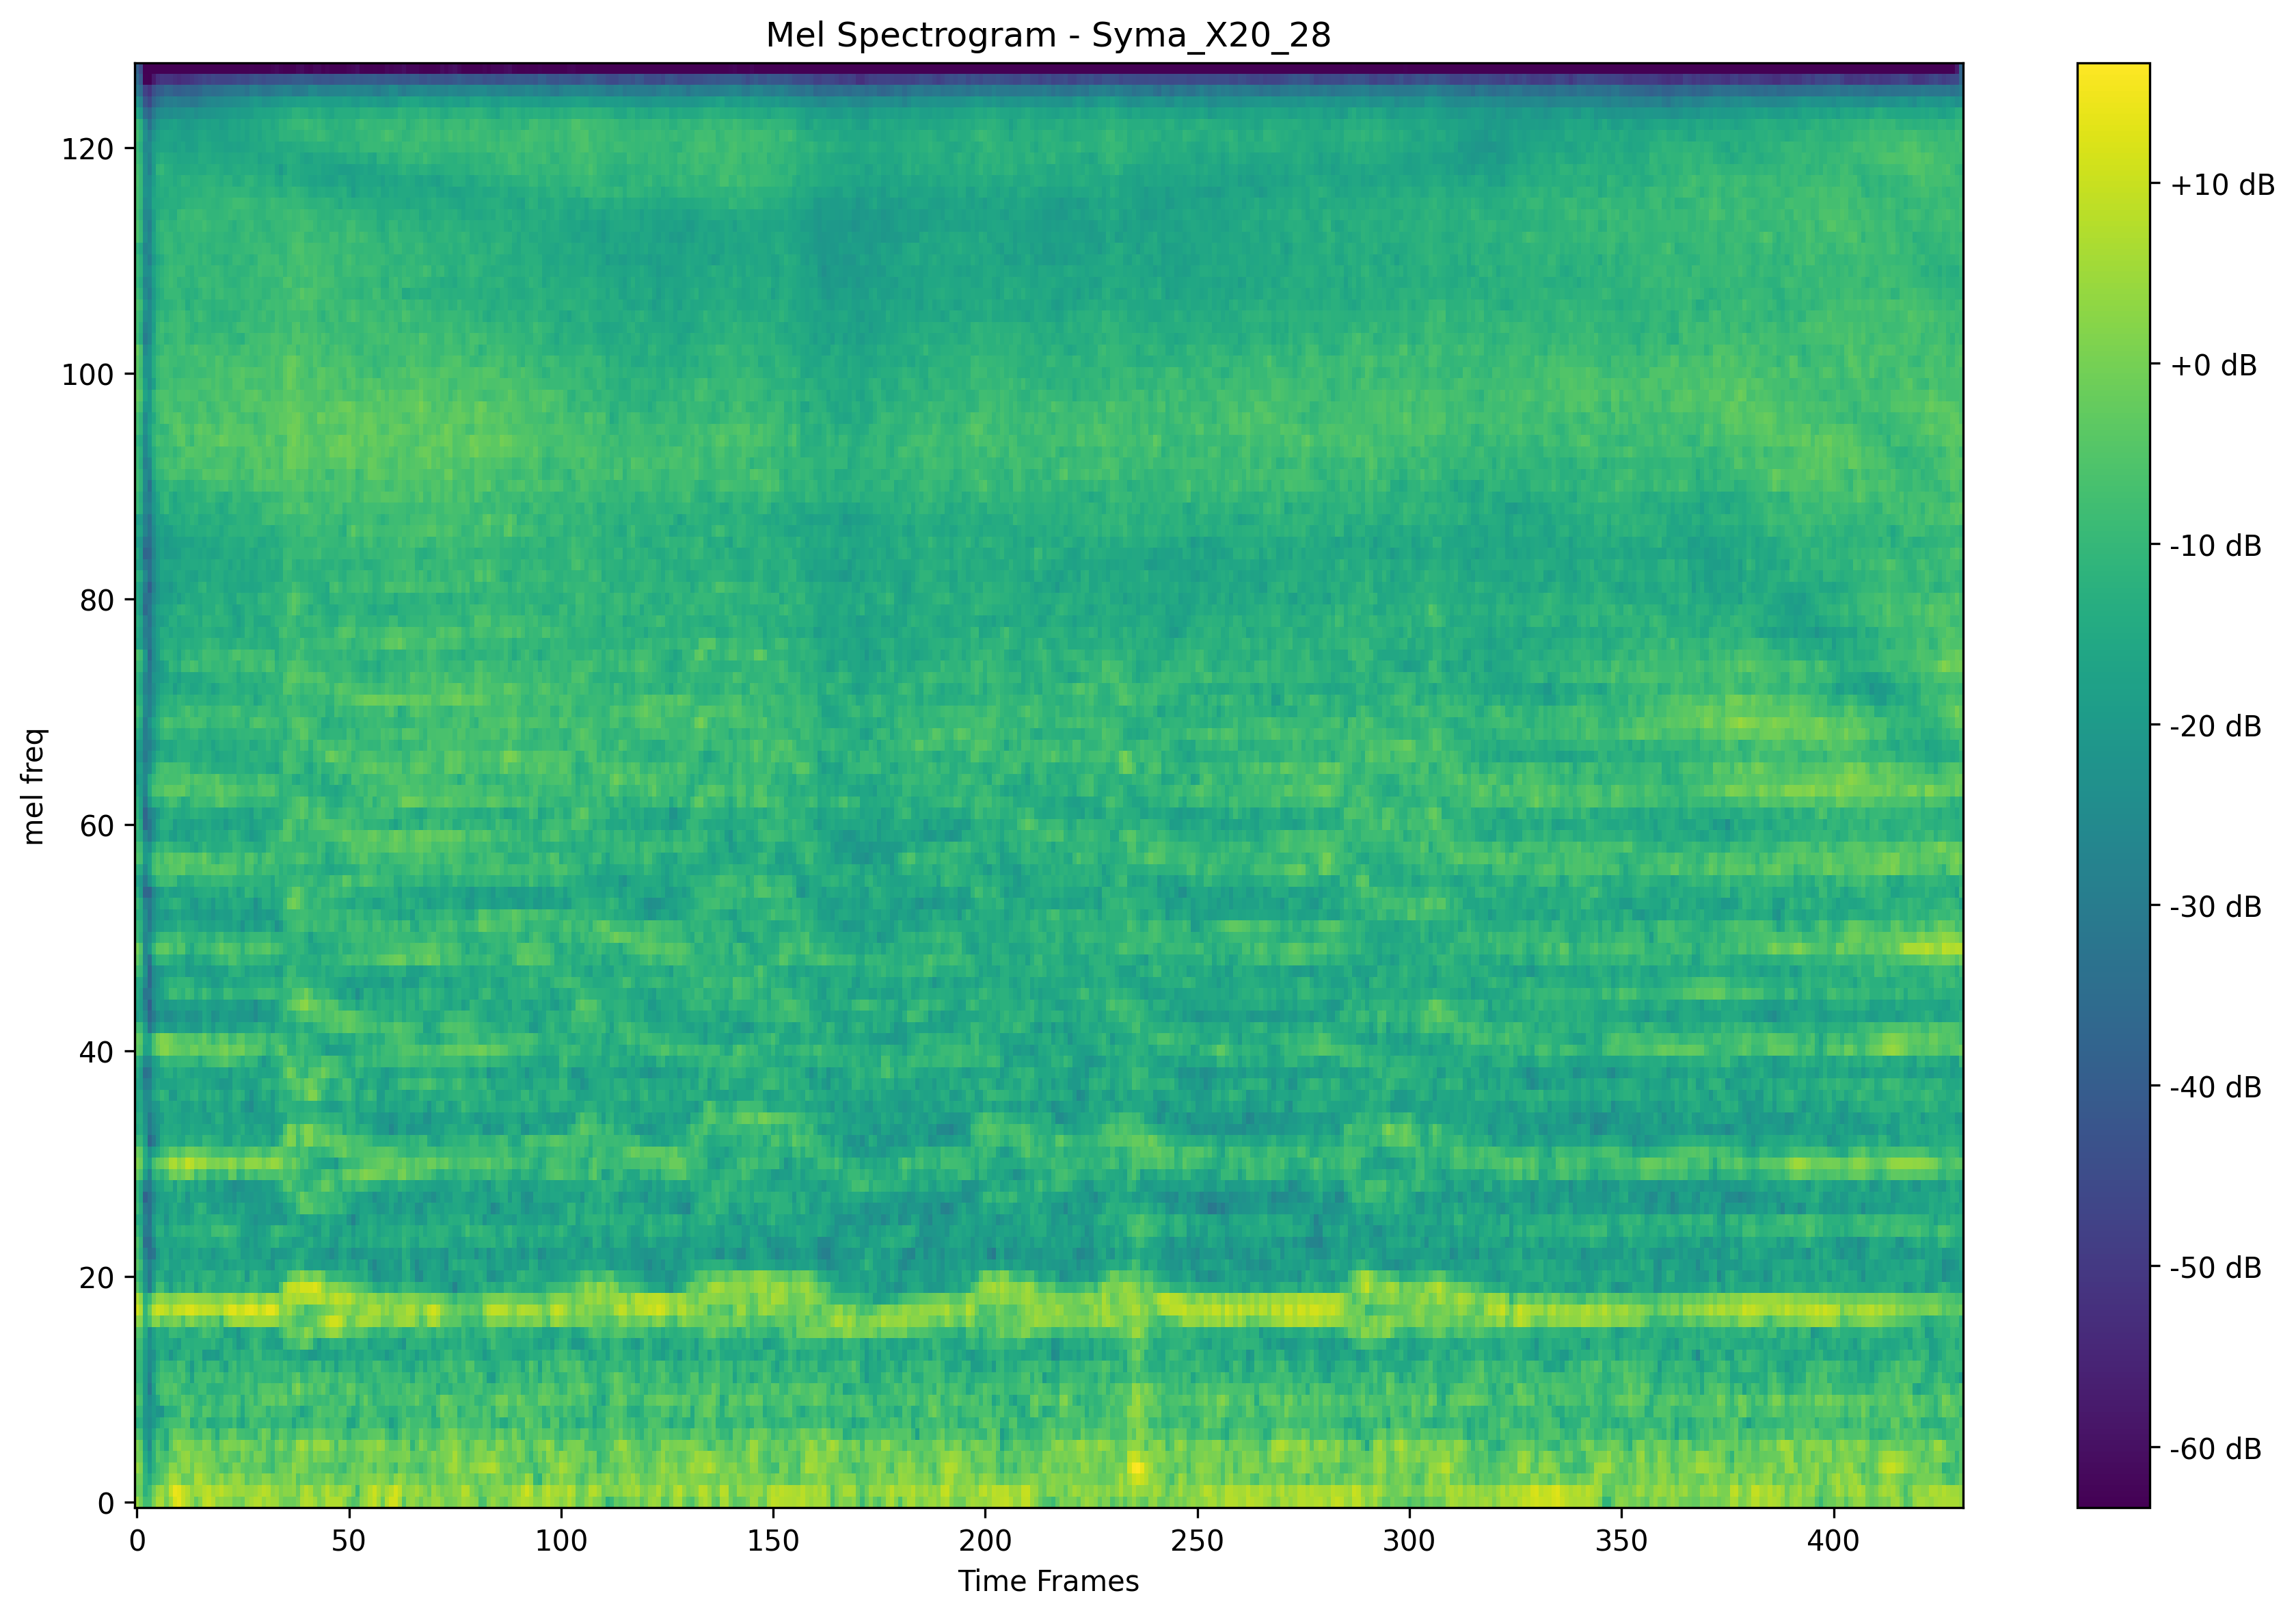 Mel Spectrogram - Syma_X20_28
120
100
80
60
40
20
0
mel freq
0 50 100 150 200 250 300 350 400
Time Frames
+10 dB
+0 dB
-10 dB
-20 dB
-30 dB
-40 dB
-50 dB
-60 dB